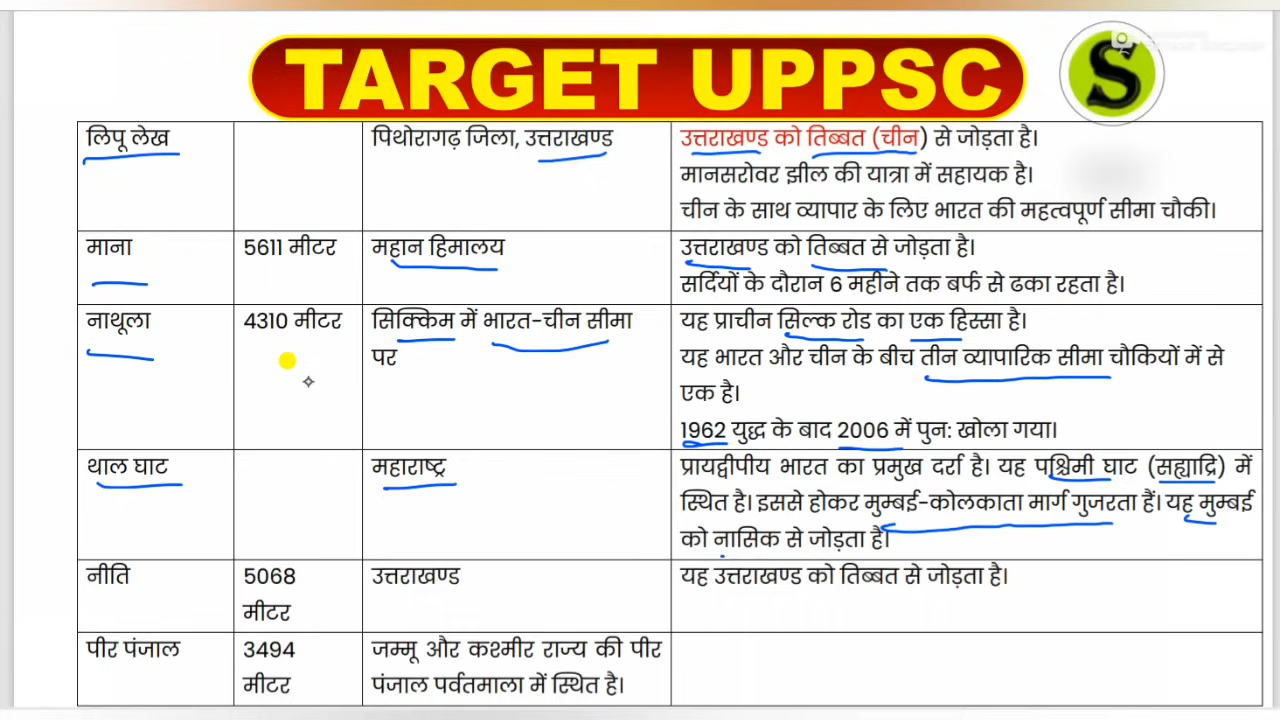 TARGET UPPSC
S
लिपू लेख
पिथोरागढ़ जिला, उत्तराखण्ड
उत्तराखण्ड को तिब्बत (चीन) से जोड़ता है।
मानसरोवर झील की यात्रा में सहायक है।
चीन के साथ व्यापार के लिए भारत की महत्वपूर्ण सीमा चौकी।
माना
5611 मीटर
महान हिमालय
उत्तराखण्ड को तिब्बत से जोड़ता है।
सर्दियों के दौरान 6 महीने तक बर्फ से ढका रहता है।
नाथूला
4310 मीटर
सिक्किम में भारत-चीन सीमा
पर
यह प्राचीन सिल्क रोड का एक हिस्सा है।
यह भारत और चीन के बीच तीन व्यापारिक सीमा चौकियों में से
एक है।
1962 युद्ध के बाद 2006 में पुन: खोला गया।
थाल घाट
महाराष्ट्र
प्रायद्वीपीय भारत का प्रमुख दर्रा है। यह पश्चिमी घाट (सह्याद्रि) में
स्थित है। इससे होकर मुम्बई-कोलकाता मार्ग गुजरता हैं। यह मुम्बई
को नासिक से जोड़ता है।
नीति
5068
मीटर
उत्तराखण्ड
यह उत्तराखण्ड को तिब्बत से जोड़ता है।
पीर पंजाल
3494
मीटर
जम्मू और कश्मीर राज्य की पीर
पंजाल पर्वतमाला में स्थित है।